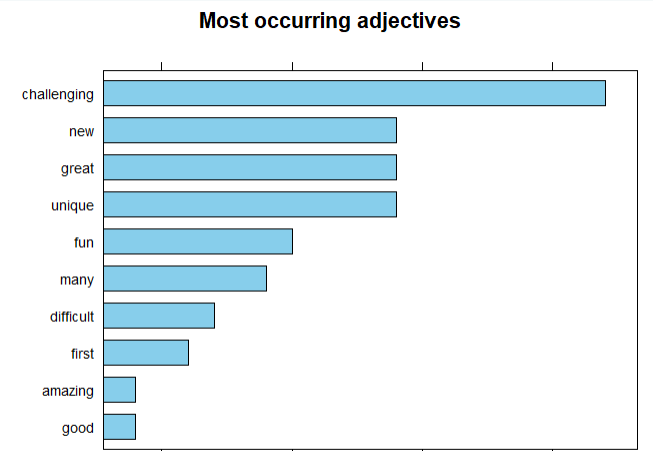 Most occurring adjectives
challenging
new
great
unique
fun
many
difficult
first
amazing
good